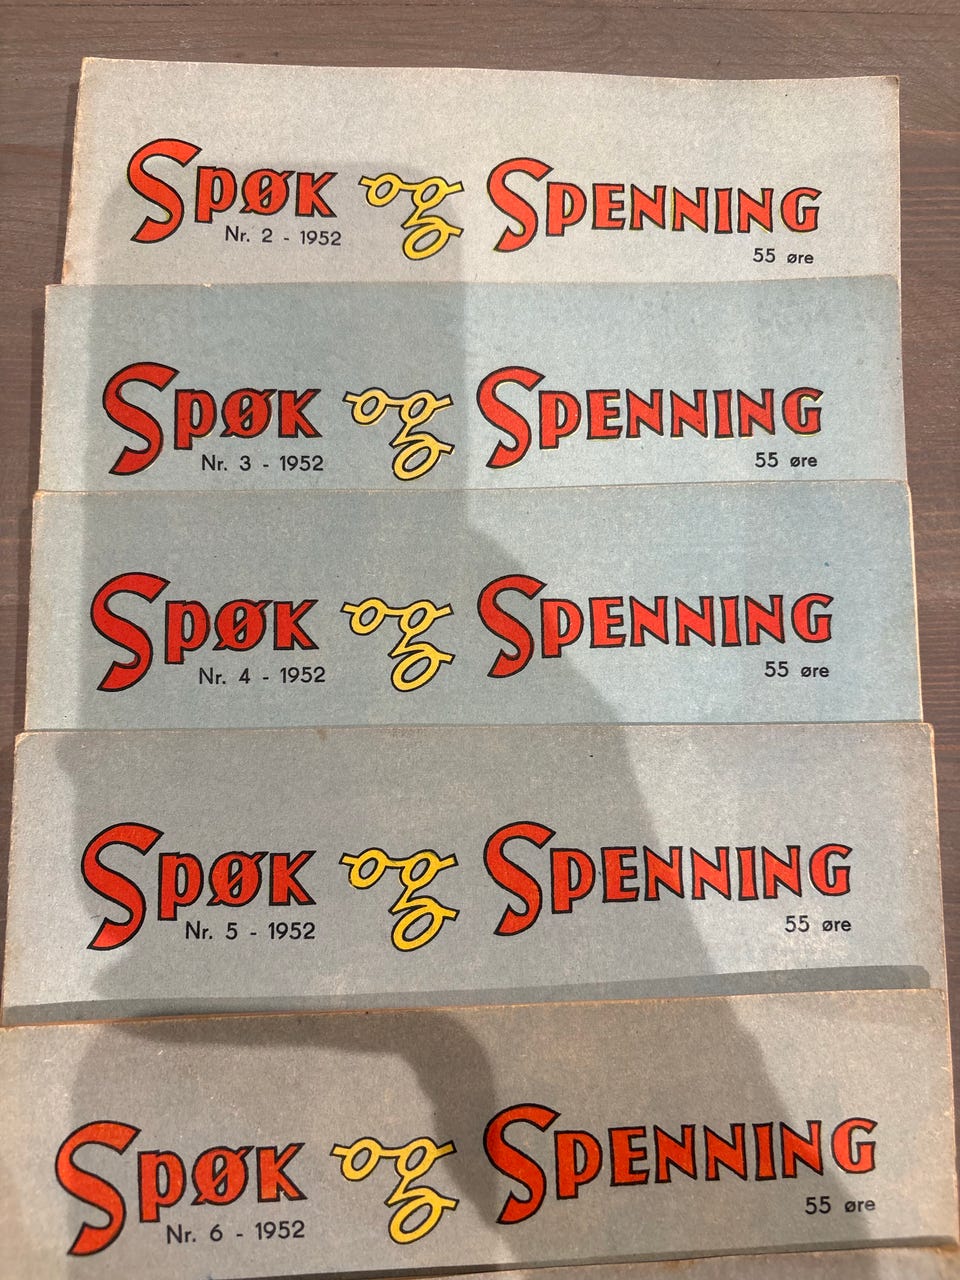 Spøk og Spenning
Nr. 2 - 1952
55 øre
Spøk og Spenning
Nr. 3 - 1952
55 øre
Spøk og Spenning
Nr. 4 - 1952
55 øre
Spøk og Spenning
Nr. 5 - 1952
55 øre
Spøk og Spenning
Nr. 6 - 1952
55 øre